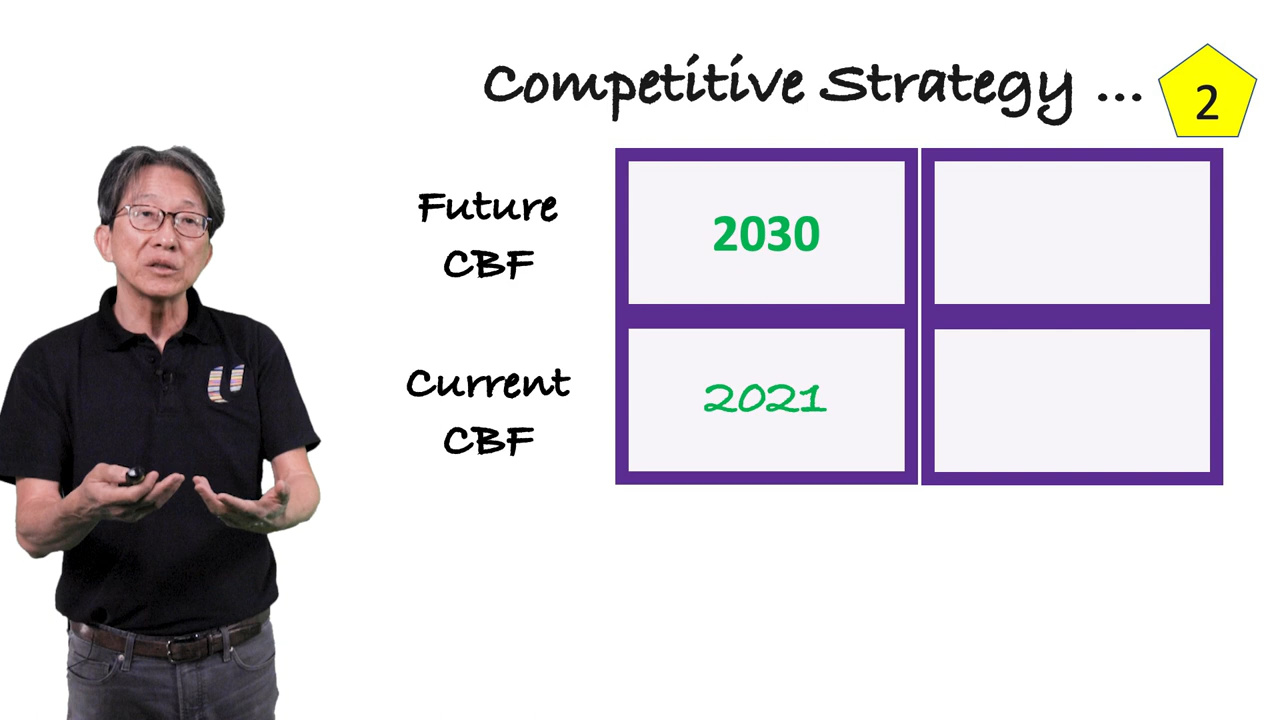 Competitive Strategy ...
2
Future
CBF
2030
Current
CBF
2021